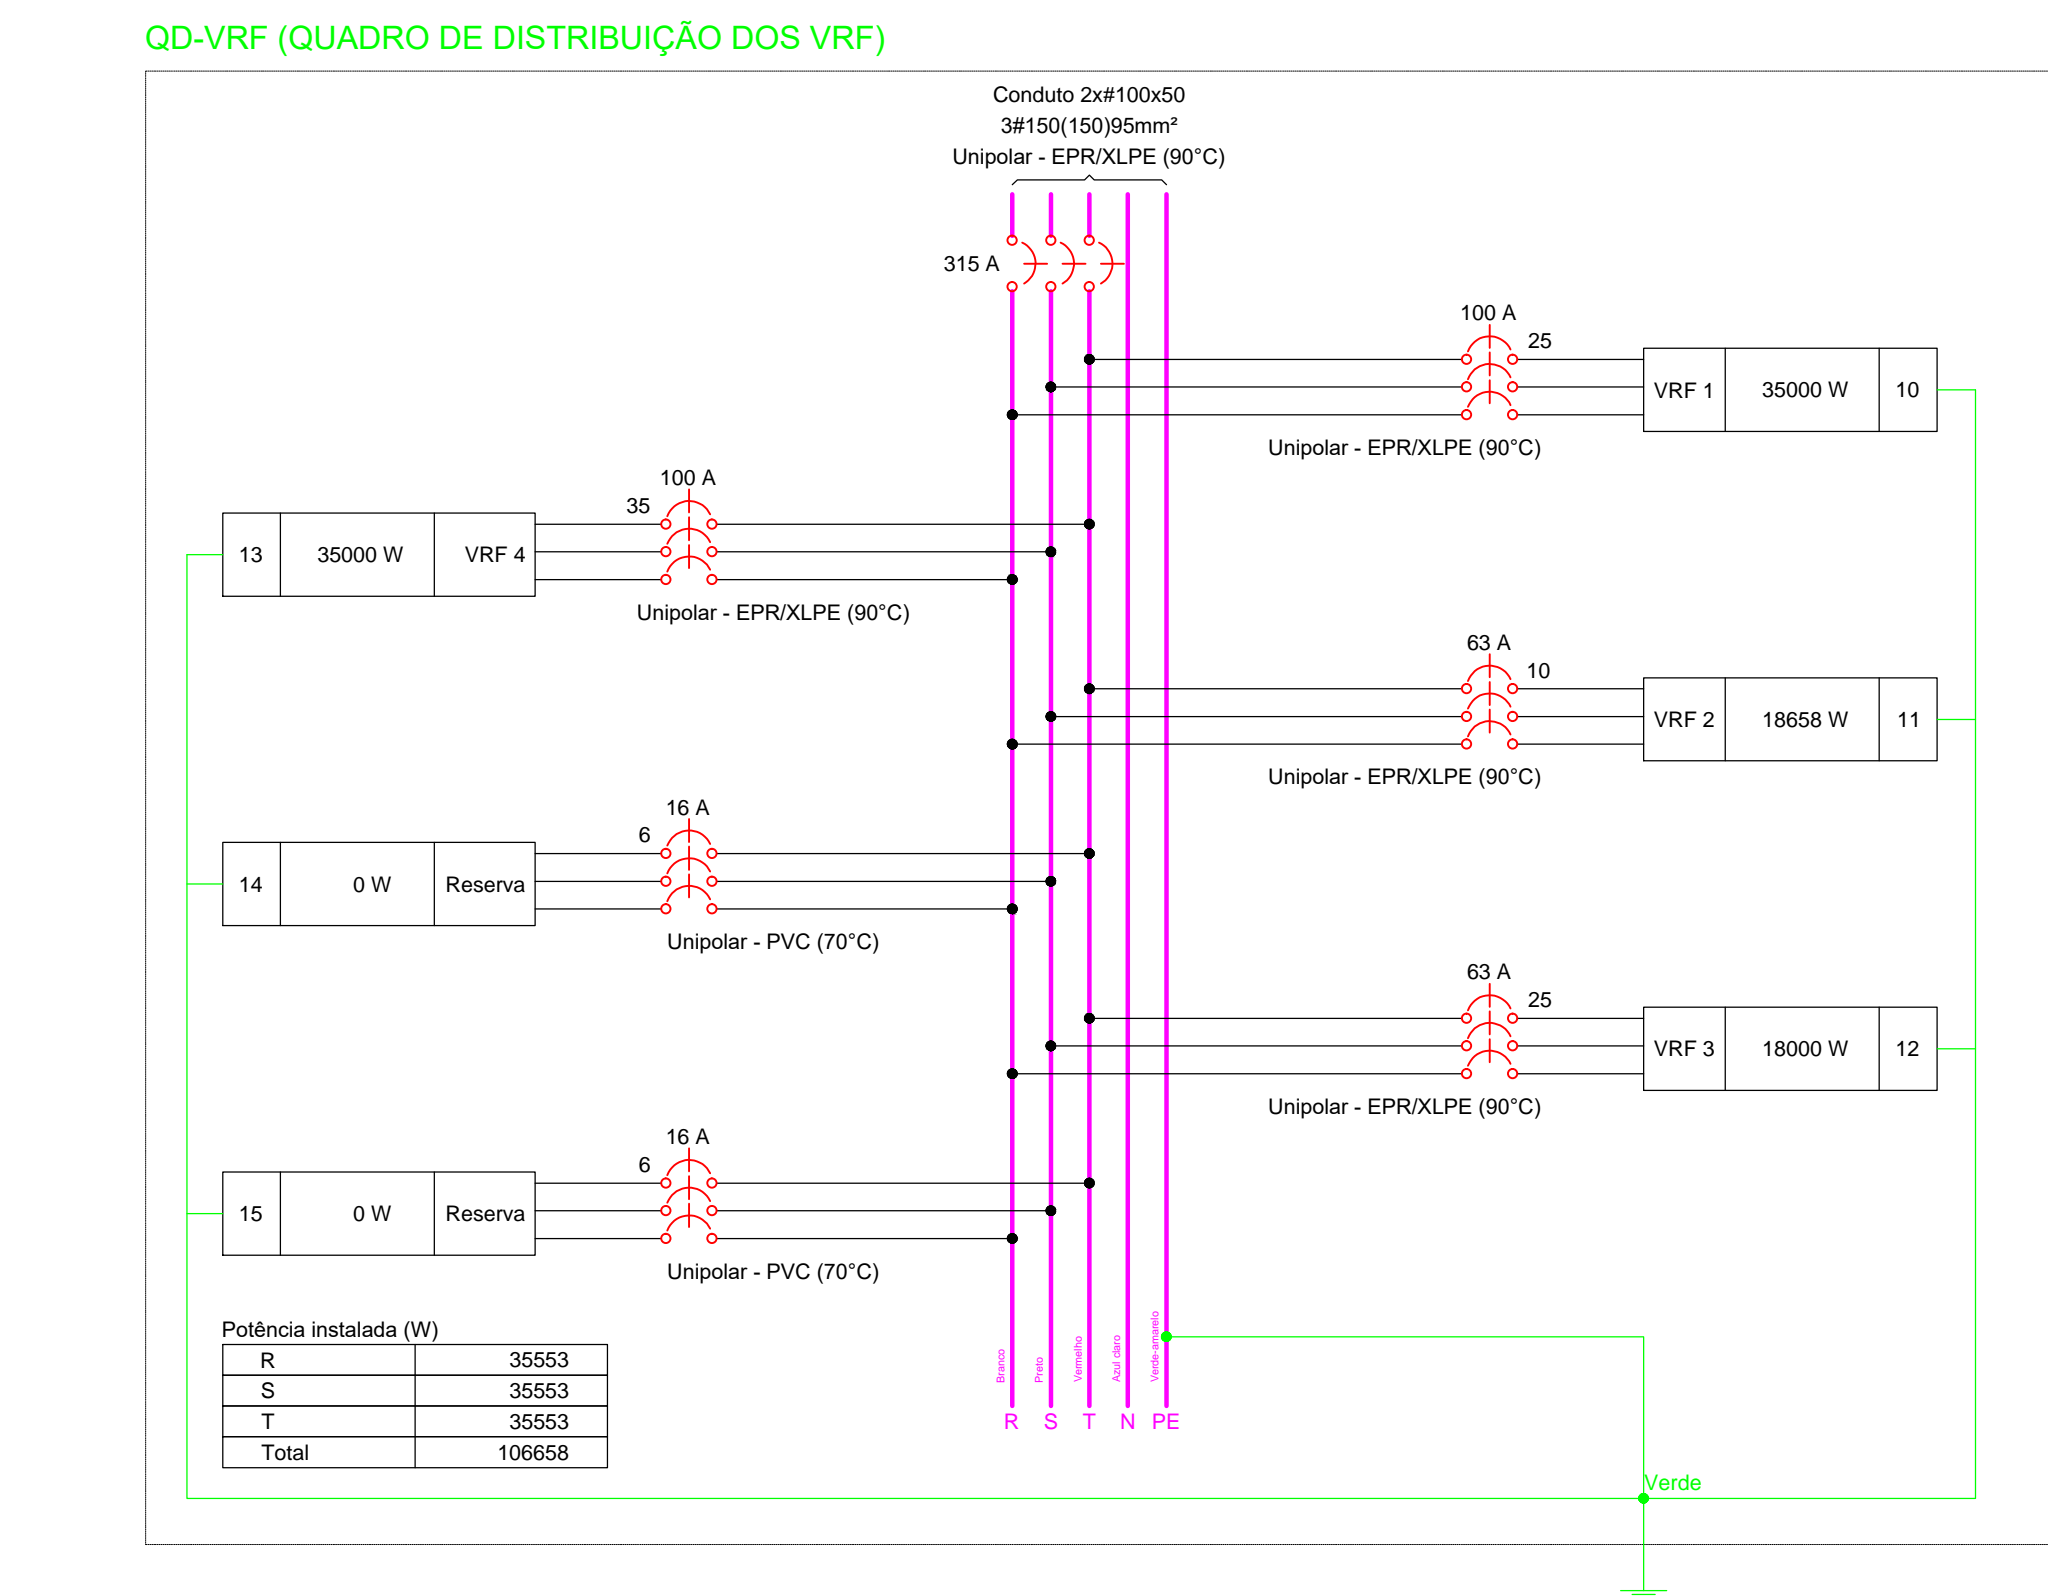 QD-VRF (QUADRO DE DISTRIBUIÇÃO DOS VRF)
Conduto 2x#100x50
3#150(150)95mm²
Unipolar - EPR/XLPE (90°C)
315 A
100 A
25
VRF 1 35000 W 10
Unipolar - EPR/XLPE (90°C)
100 A
35
13 35000 W VRF 4
Unipolar - EPR/XLPE (90°C)
63 A
10
VRF 2 18658 W 11
Unipolar - EPR/XLPE (90°C)
16 A
6
14 0 W Reserva
Unipolar - PVC (70°C)
63 A
25
VRF 3 18000 W 12
Unipolar - EPR/XLPE (90°C)
16 A
6
15 0 W Reserva
Unipolar - PVC (70°C)
Potência instalada (W)
R 35553
S 35553
T 35553
Total 106658
Branco
Preto
Vermelho
Azul claro
Verde-amarelo
R S T N PE
Verde